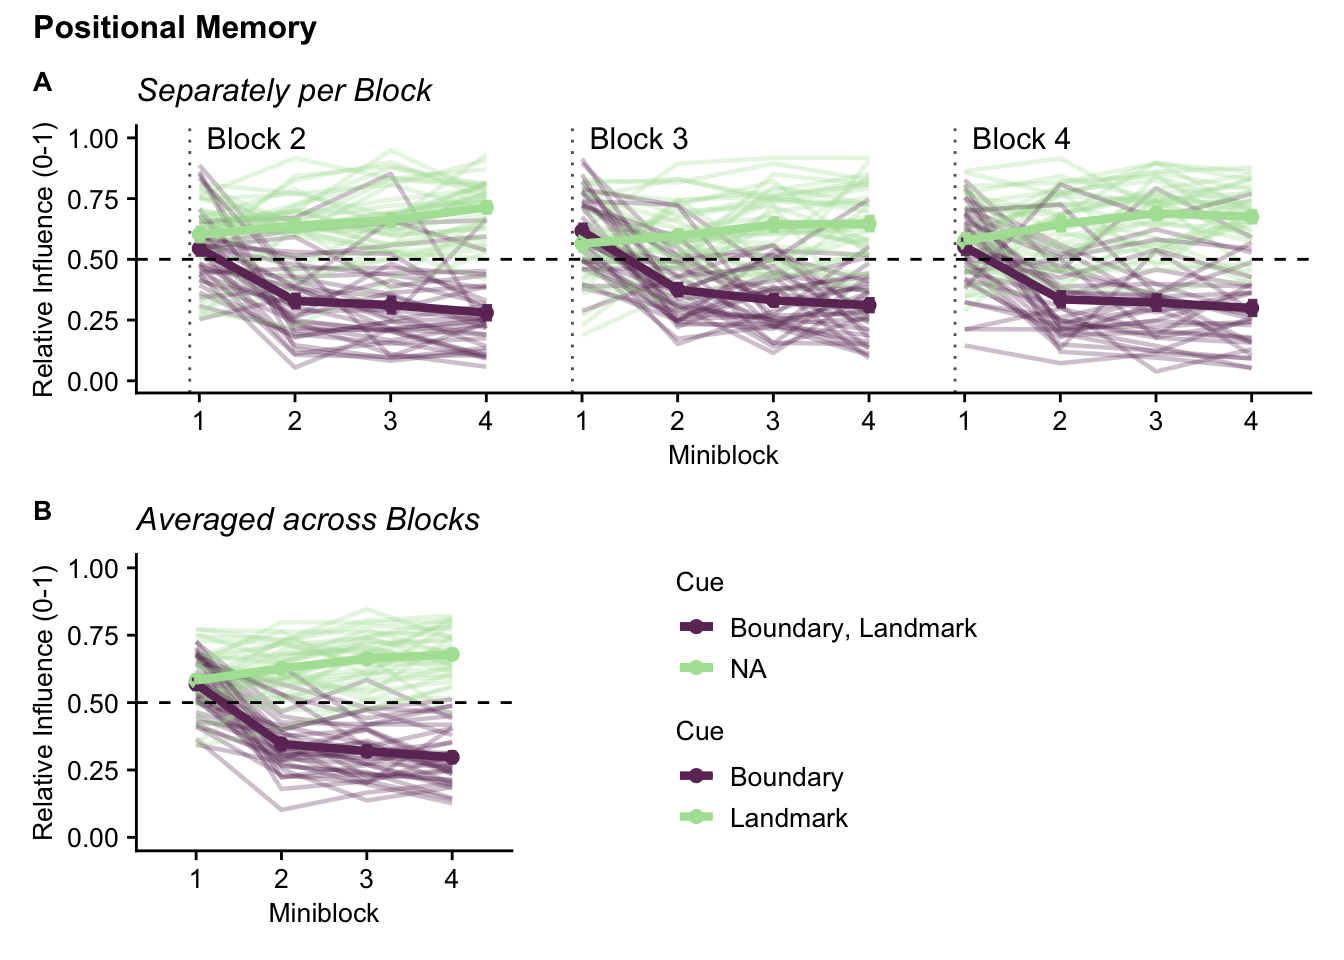 Positional Memory
A
Separately per Block
Relative Influence (0-1)
1.00
0.75
0.50
0.25
0.00
Block 2
Block 3
Block 4
1 2 3 4 1 2 3 4 1 2 3 4
Miniblock
B
Averaged across Blocks
Relative Influence (0-1)
1.00
0.75
0.50
0.25
0.00
1 2 3 4
Miniblock
Cue
Boundary, Landmark
NA
Cue
Boundary
Landmark